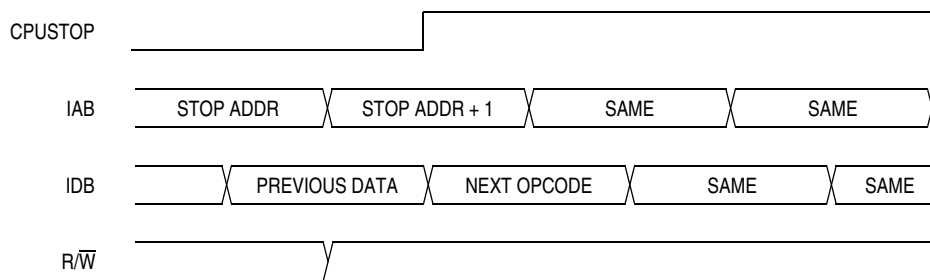 CPUSTOP
IAB STOP ADDR STOP ADDR + 1 SAME SAME
IDB PREVIOUS DATA NEXT OPCODE SAME SAME
R/W̅